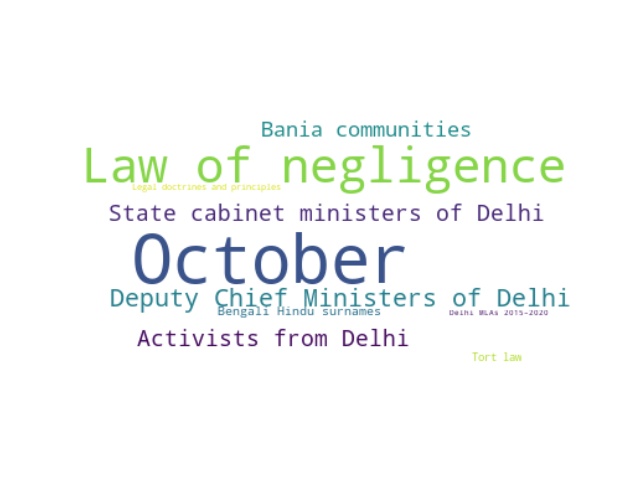 Bania communities
Law of negligence
Legal doctrines and principles
State cabinet ministers of Delhi
October
Deputy Chief Ministers of Delhi
Bengali Hindu surnames
Delhi MLAs 2015–2020
Activists from Delhi
Tort law